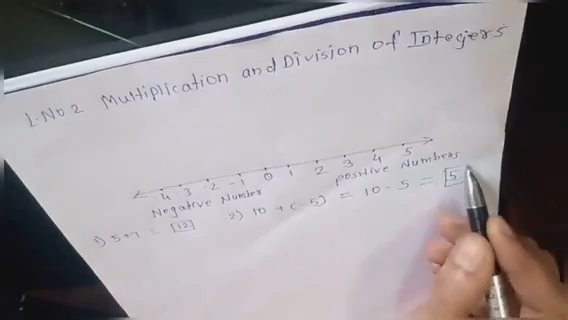 L.No 2 Multiplication and Division of Integers
-4 -3 -2 -1 0 1 2 3 4 5
Negative Number positive Numbers
1) 5+7 = 12 2) 10 + (-5) = 10 - 5 = 5